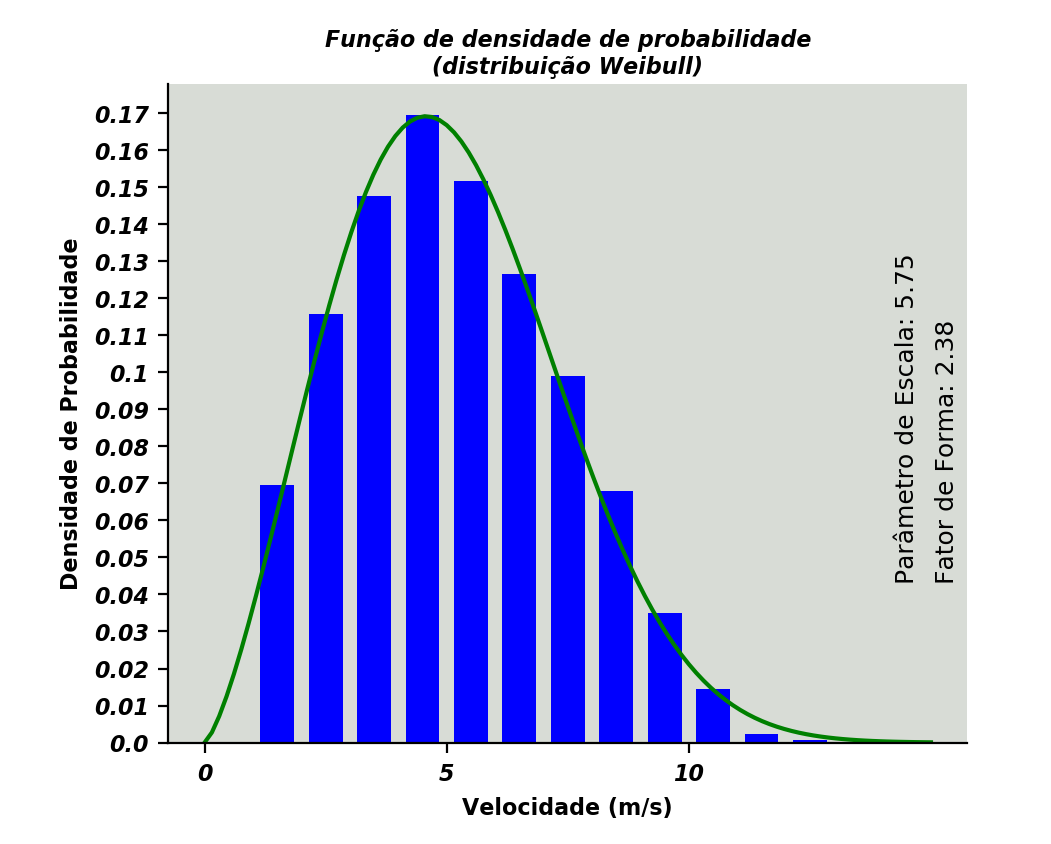 Função de densidade de probabilidade
(distribuição Weibull)
0.17
0.16
0.15
0.14
0.13
0.12
0.11
0.1
0.09
0.08
0.07
0.06
0.05
0.04
0.03
0.02
0.01
0.0
Densidade de Probabilidade
Parâmetro de Escala: 5.75
Fator de Forma: 2.38
0 5 10
Velocidade (m/s)